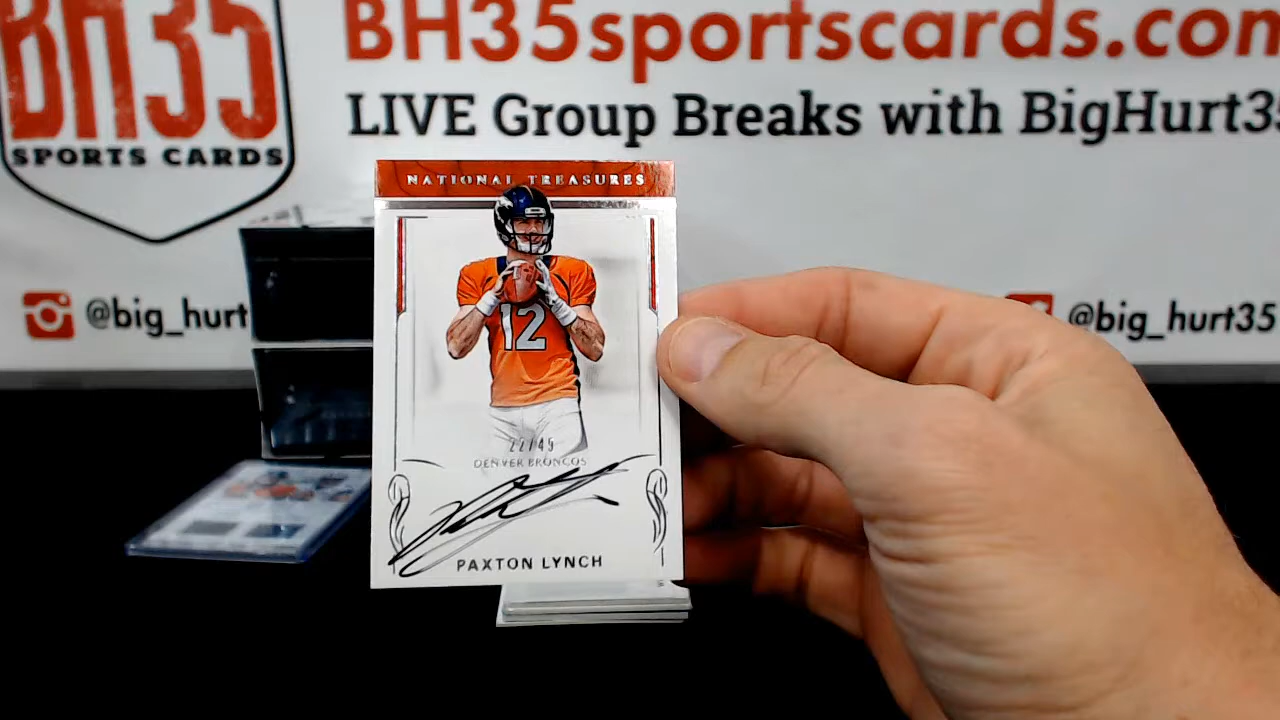 BH35
SPORTS CARDS
BH35sportscards.com
LIVE Group Breaks with BigHurt35
@big_hurt
@big_hurt35
NATIONAL TREASURES
12
22/45
DENVER BRONCOS
PAXTON LYNCH